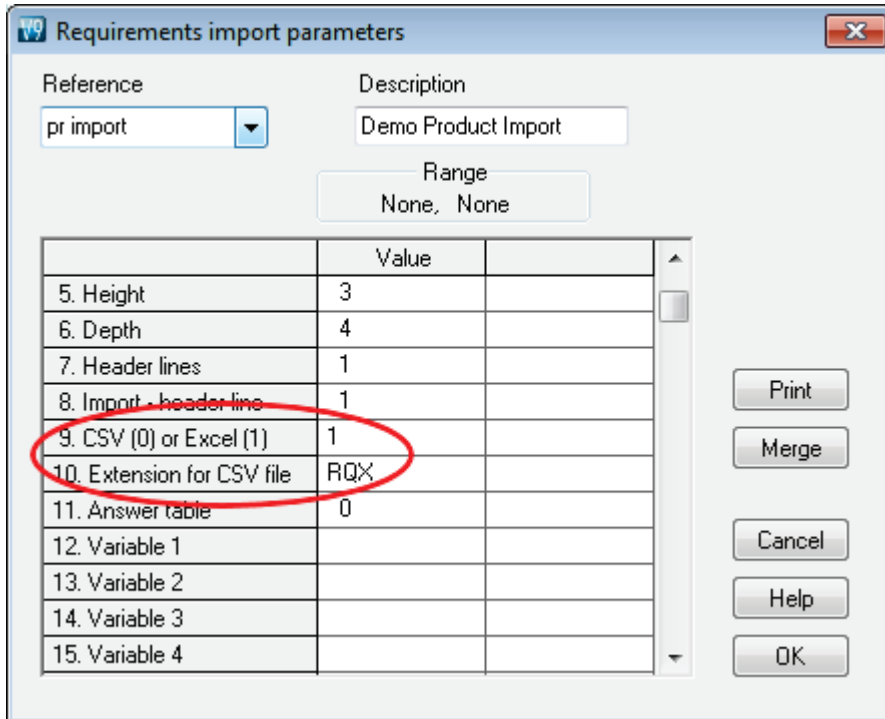 V9 Requirements import parameters
Reference Description
pr import Demo Product Import
Range
None, None
Value
5. Height 3
6. Depth 4
7. Header lines 1
8. Import - header line 1
9. CSV (0) or Excel (1) 1
10. Extension for CSV file RQX
11. Answer table 0
12. Variable 1
13. Variable 2
14. Variable 3
15. Variable 4
Print
Merge
Cancel
Help
OK